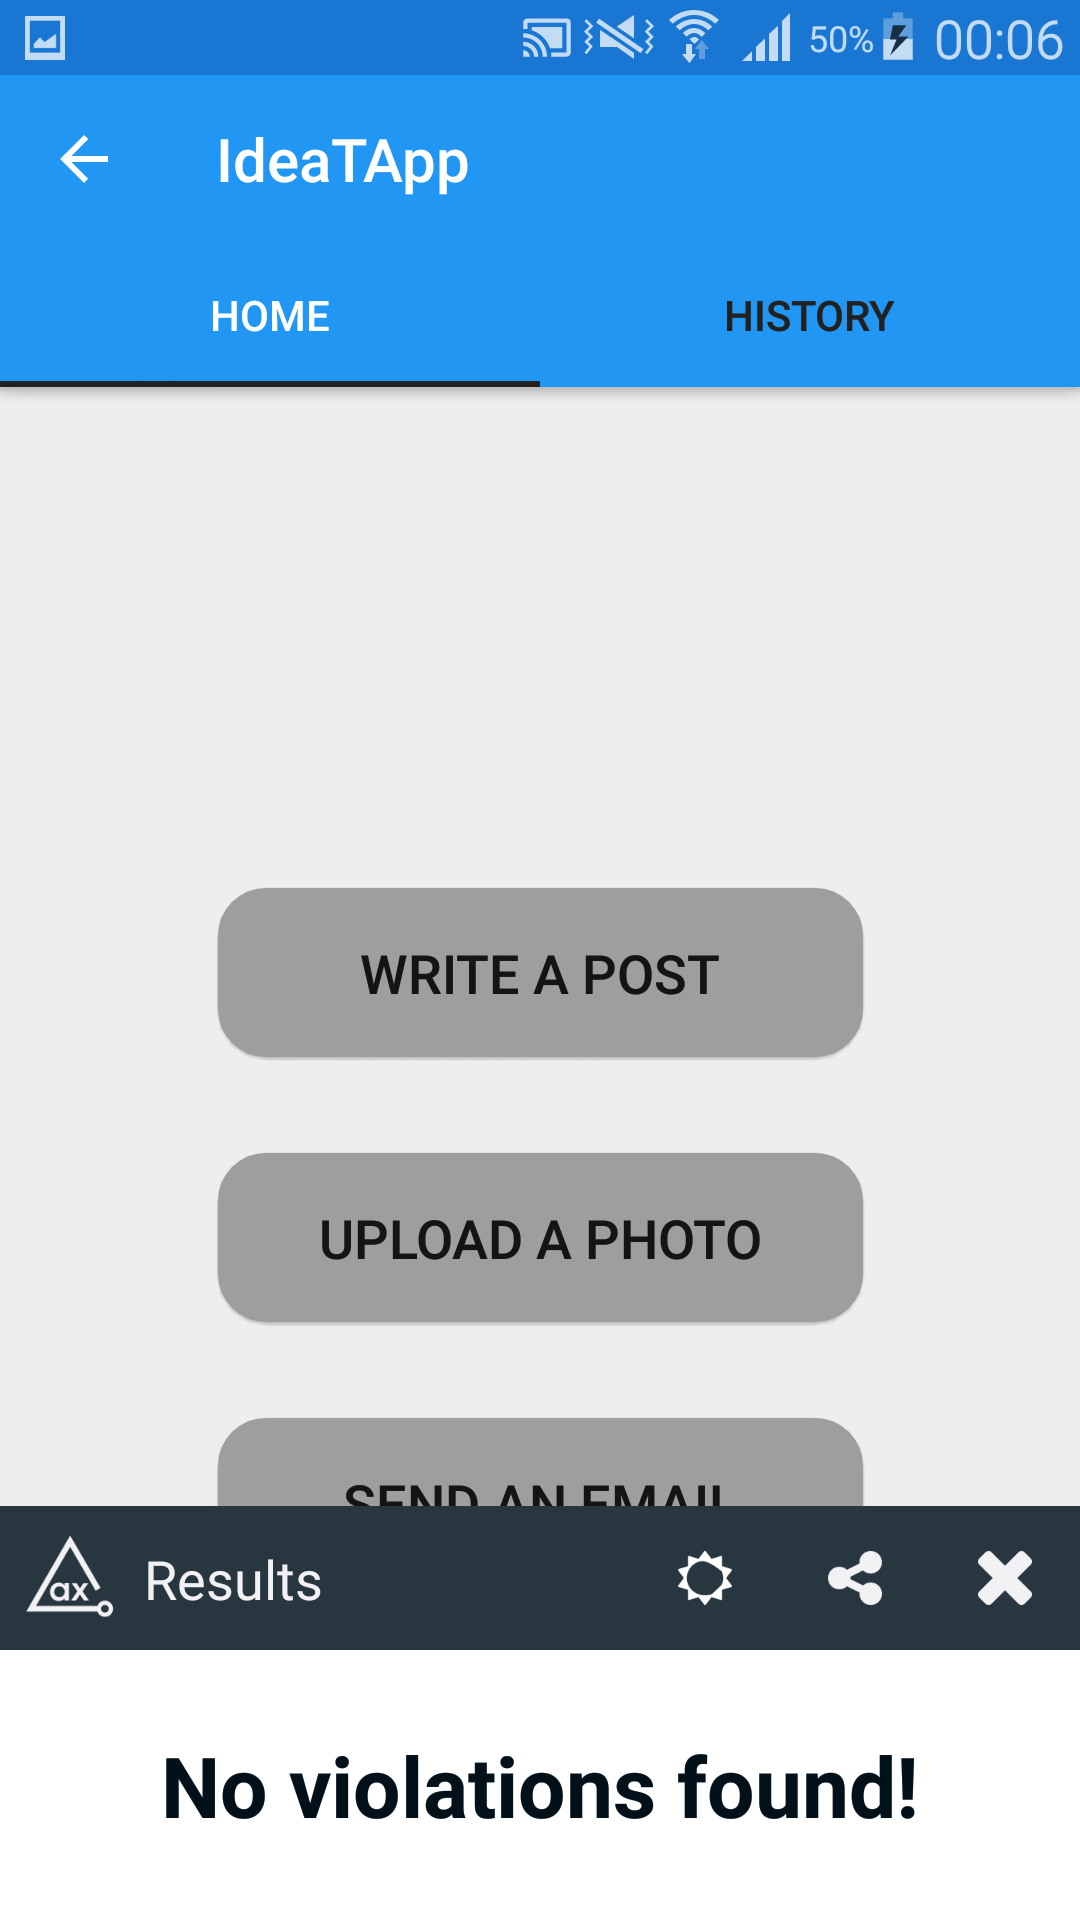 50% 00:06
IdeaTApp
HOME HISTORY
WRITE A POST
UPLOAD A PHOTO
SEND AN EMAIL
ax Results
No violations found!